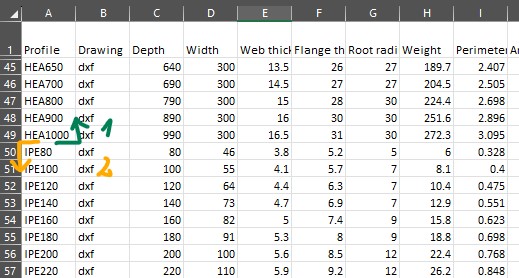 A B C D E F G H I
1 Profile Drawing Depth Width Web thick Flange th Root radi Weight Perimeter A
45 HEA650 dxf 640 300 13.5 26 27 189.7 2.407
46 HEA700 dxf 690 300 14.5 27 27 204.5 2.505
47 HEA800 dxf 790 300 15 28 30 224.4 2.698
48 HEA900 dxf 890 300 16 30 30 251.6 2.896
49 HEA1000 dxf 1 990 300 16.5 31 30 272.3 3.095
50 IPE80 dxf 80 46 3.8 5.2 5 6 0.328
51 IPE100 dxf 2 100 55 4.1 5.7 7 8.1 0.4
52 IPE120 dxf 120 64 4.4 6.3 7 10.4 0.475
53 IPE140 dxf 140 73 4.7 6.9 7 12.9 0.551
54 IPE160 dxf 160 82 5 7.4 9 15.8 0.623
55 IPE180 dxf 180 91 5.3 8 9 18.8 0.698
56 IPE200 dxf 200 100 5.6 8.5 12 22.4 0.768
57 IPE220 dxf 220 110 5.9 9.2 12 26.2 0.848